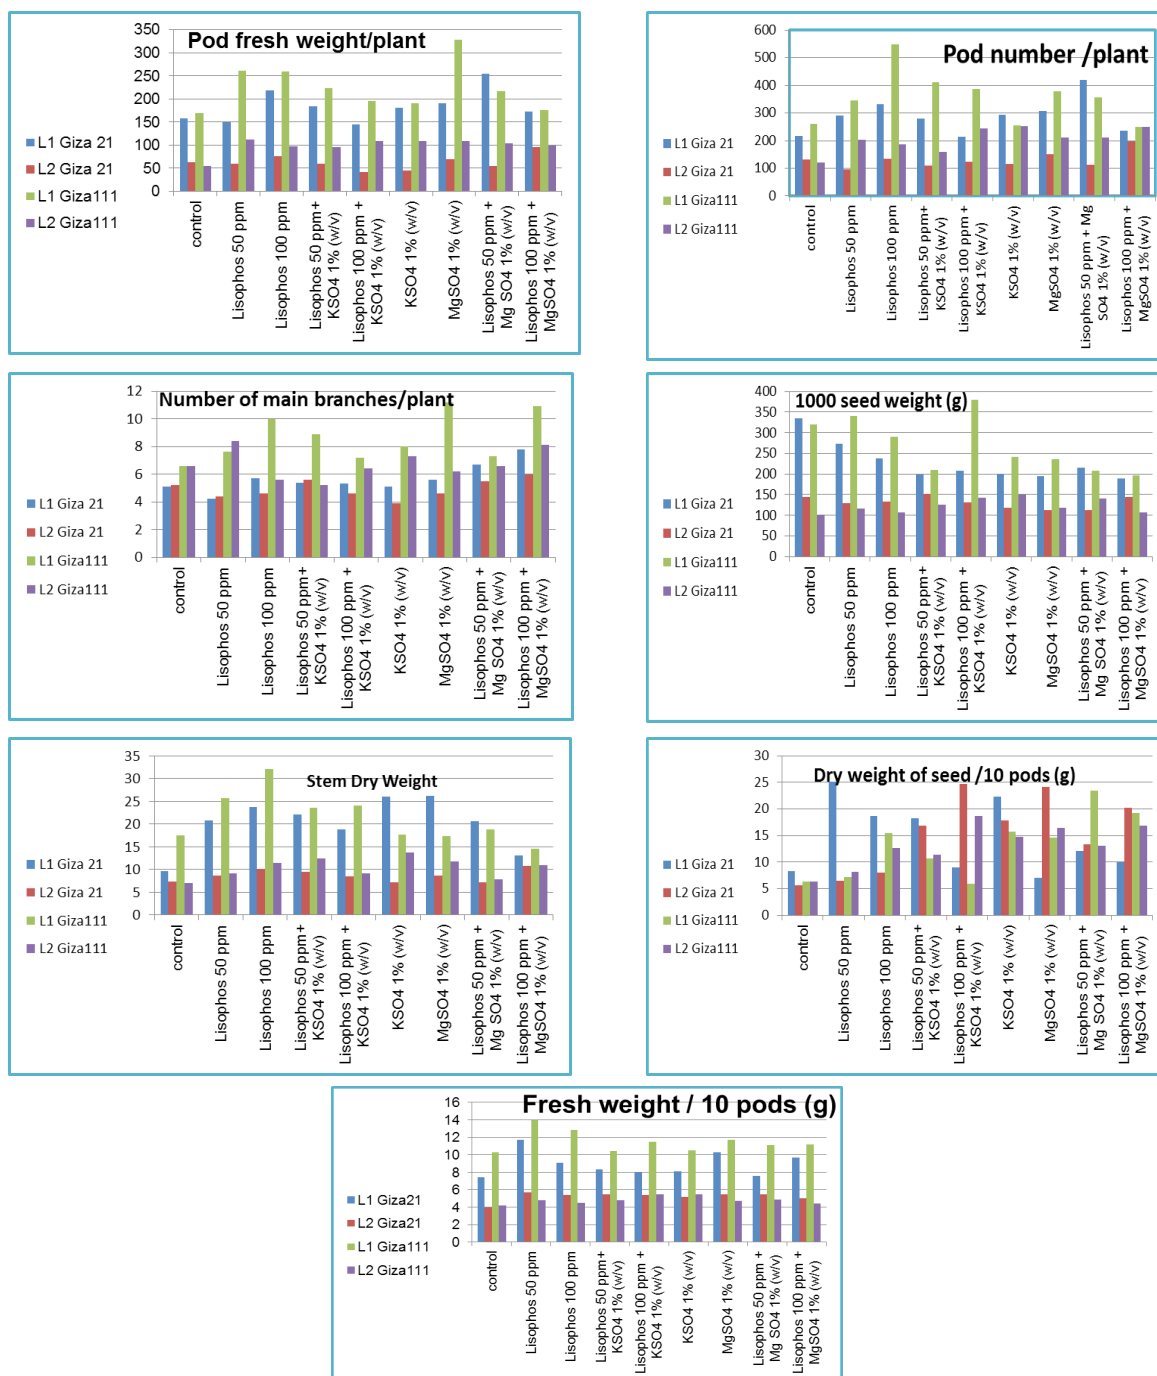 Pod fresh weight/plant
350
300
250
200
150
100
50
0
L1 Giza 21
L2 Giza 21
L1 Giza111
L2 Giza111
control
Lisophos 50 ppm
Lisophos 100 ppm
Lisophos 50 ppm+
KSO4 1% (w/v)
Lisophos 100 ppm +
KSO4 1% (w/v)
KSO4 1% (w/v)
MgSO4 1% (w/v)
Lisophos 50 ppm +
Mg SO4 1% (w/v)
Lisophos 100 ppm +
MgSO4 1% (w/v)
Pod number /plant
600
500
400
300
200
100
0
L1 Giza 21
L2 Giza 21
L1 Giza111
L2 Giza111
control
Lisophos 50 ppm
Lisophos 100 ppm
Lisophos 50 ppm+
KSO4 1% (w/v)
Lisophos 100 ppm +
KSO4 1% (w/v)
KSO4 1% (w/v)
MgSO4 1% (w/v)
Lisophos 50 ppm + Mg
SO4 1% (w/v)
Lisophos 100 ppm +
MgSO4 1% (w/v)
Number of main branches/plant
12
10
8
6
4
2
0
L1 Giza 21
L2 Giza 21
L1 Giza111
L2 Giza111
control
Lisophos 50 ppm
Lisophos 100 ppm
Lisophos 50 ppm+
KSO4 1% (w/v)
Lisophos 100 ppm +
KSO4 1% (w/v)
KSO4 1% (w/v)
MgSO4 1% (w/v)
Lisophos 50 ppm +
Mg SO4 1% (w/v)
Lisophos 100 ppm +
MgSO4 1% (w/v)
1000 seed weight (g)
400
350
300
250
200
150
100
50
0
L1 Giza 21
L2 Giza 21
L1 Giza111
L2 Giza111
control
Lisophos 50 ppm
Lisophos 100 ppm
Lisophos 50 ppm+
KSO4 1% (w/v)
Lisophos 100 ppm +
KSO4 1% (w/v)
KSO4 1% (w/v)
MgSO4 1% (w/v)
Lisophos 50 ppm +
Mg SO4 1% (w/v)
Lisophos 100 ppm +
MgSO4 1% (w/v)
Stem Dry Weight
35
30
25
20
15
10
5
0
L1 Giza 21
L2 Giza 21
L1 Giza111
L2 Giza111
control
Lisophos 50 ppm
Lisophos 100 ppm
Lisophos 50 ppm+
KSO4 1% (w/v)
Lisophos 100 ppm +
KSO4 1% (w/v)
KSO4 1% (w/v)
MgSO4 1% (w/v)
Lisophos 50 ppm +
Mg SO4 1% (w/v)
Lisophos 100 ppm +
MgSO4 1% (w/v)
Dry weight of seed /10 pods (g)
30
25
20
15
10
5
0
L1 Giza 21
L2 Giza 21
L1 Giza111
L2 Giza111
control
Lisophos 50 ppm
Lisophos 100 ppm
Lisophos 50 ppm+
KSO4 1% (w/v)
Lisophos 100 ppm +
KSO4 1% (w/v)
KSO4 1% (w/v)
MgSO4 1% (w/v)
Lisophos 50 ppm +
Mg SO4 1% (w/v)
Lisophos 100 ppm +
MgSO4 1% (w/v)
Fresh weight / 10 pods (g)
16
14
12
10
8
6
4
2
0
L1 Giza21
L2 Giza21
L1 Giza111
L2 Giza111
control
Lisophos 50 ppm
Lisophos 100 ppm
Lisophos 50 ppm+
KSO4 1% (w/v)
Lisophos 100 ppm +
KSO4 1% (w/v)
KSO4 1% (w/v)
MgSO4 1% (w/v)
Lisophos 50 ppm +
Mg SO4 1% (w/v)
Lisophos 100 ppm +
MgSO4 1% (w/v)